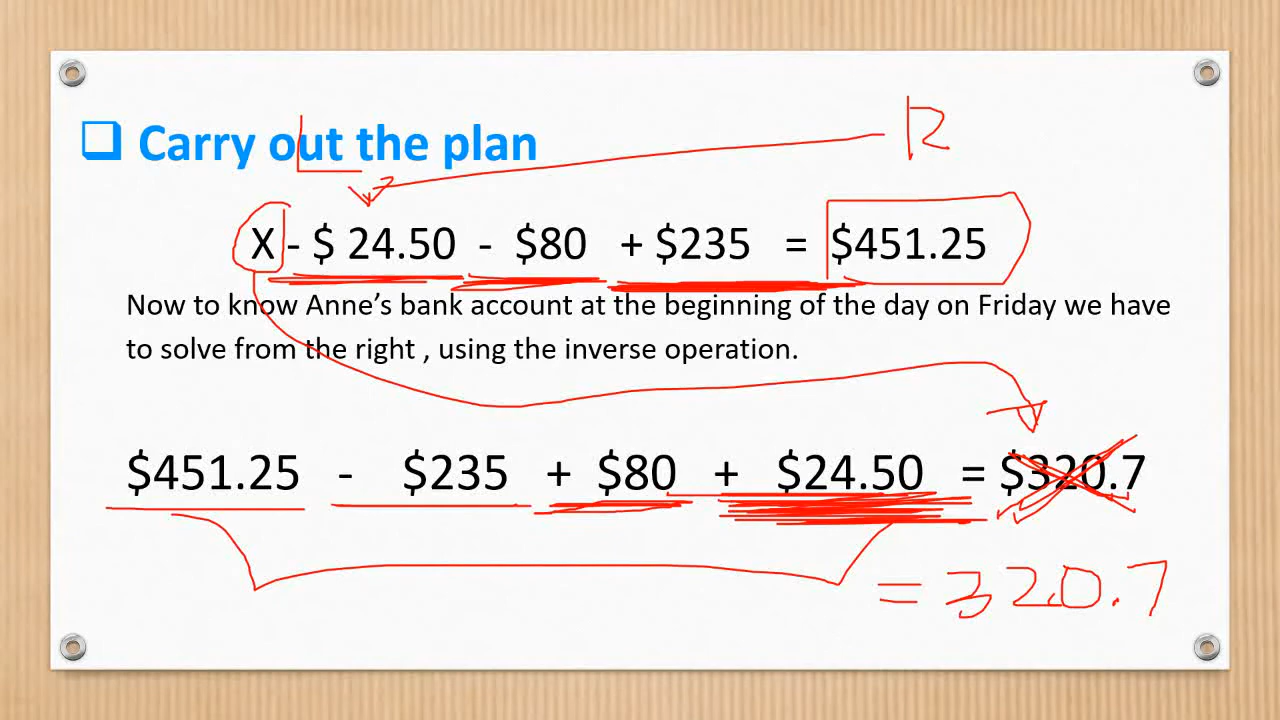 Carry out the plan
R
X - $ 24.50 - $80 + $235 = $451.25
Now to know Anne’s bank account at the beginning of the day on Friday we have
to solve from the right , using the inverse operation.
$451.25 - $235 + $80 + $24.50 = $320.7
= 320.7